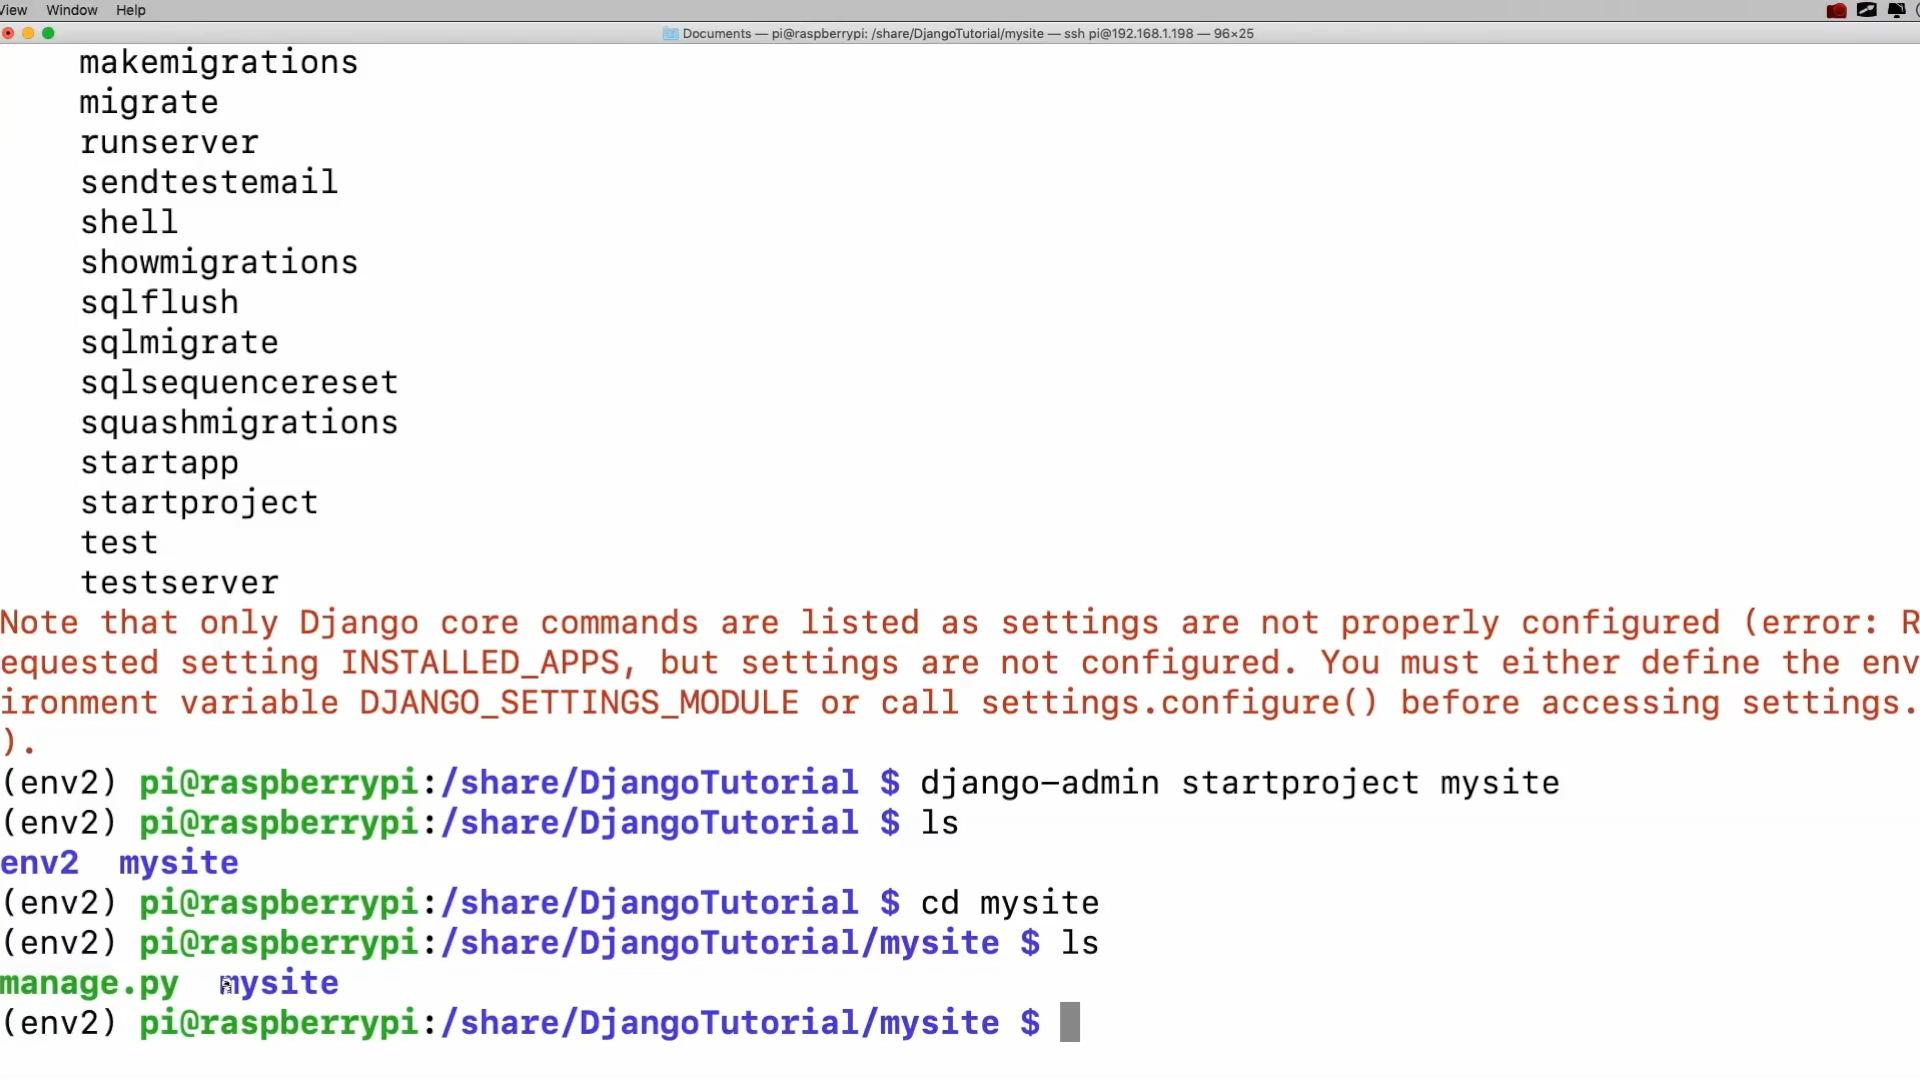 View Window Help
Documents — pi@raspberrypi: /share/DjangoTutorial/mysite — ssh pi@192.168.1.198 — 96×25
makemigrations
migrate
runserver
sendtestemail
shell
showmigrations
sqlflush
sqlmigrate
sqlsequencereset
squashmigrations
startapp
startproject
test
testserver
Note that only Django core commands are listed as settings are not properly configured (error: R
equested setting INSTALLED_APPS, but settings are not configured. You must either define the env
ironment variable DJANGO_SETTINGS_MODULE or call settings.configure() before accessing settings.
).
(env2) pi@raspberrypi:/share/DjangoTutorial $ django-admin startproject mysite
(env2) pi@raspberrypi:/share/DjangoTutorial $ ls
env2 mysite
(env2) pi@raspberrypi:/share/DjangoTutorial $ cd mysite
(env2) pi@raspberrypi:/share/DjangoTutorial/mysite $ ls
manage.py mysite
(env2) pi@raspberrypi:/share/DjangoTutorial/mysite $